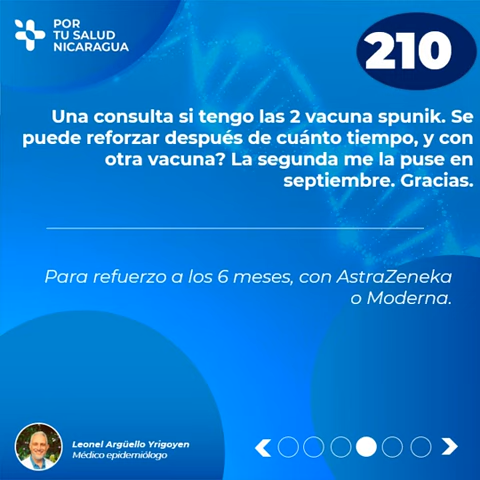 POR
TU SALUD
NICARAGUA
210
Una consulta si tengo las 2 vacuna spunik. Se
puede reforzar después de cuánto tiempo, y con
otra vacuna? La segunda me la puse en
septiembre. Gracias.
Para refuerzo a los 6 meses, con AstraZeneka
o Moderna.
Leonel Argüello Yrigoyen
Médico epidemiólogo